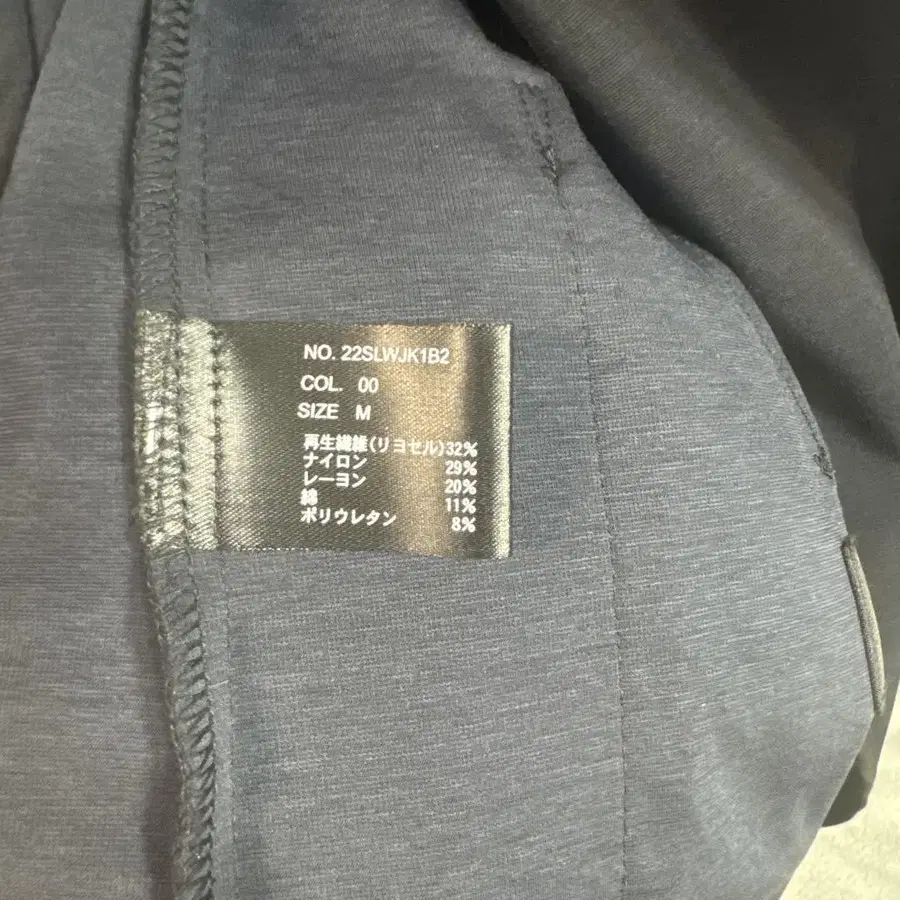 NO. 22SLWJK1B2
COL. 00
SIZE M
再生繊維(リヨセル)32%
ナイロン 29%
レーヨン 20%
綿 11%
ポリウレタン 8%